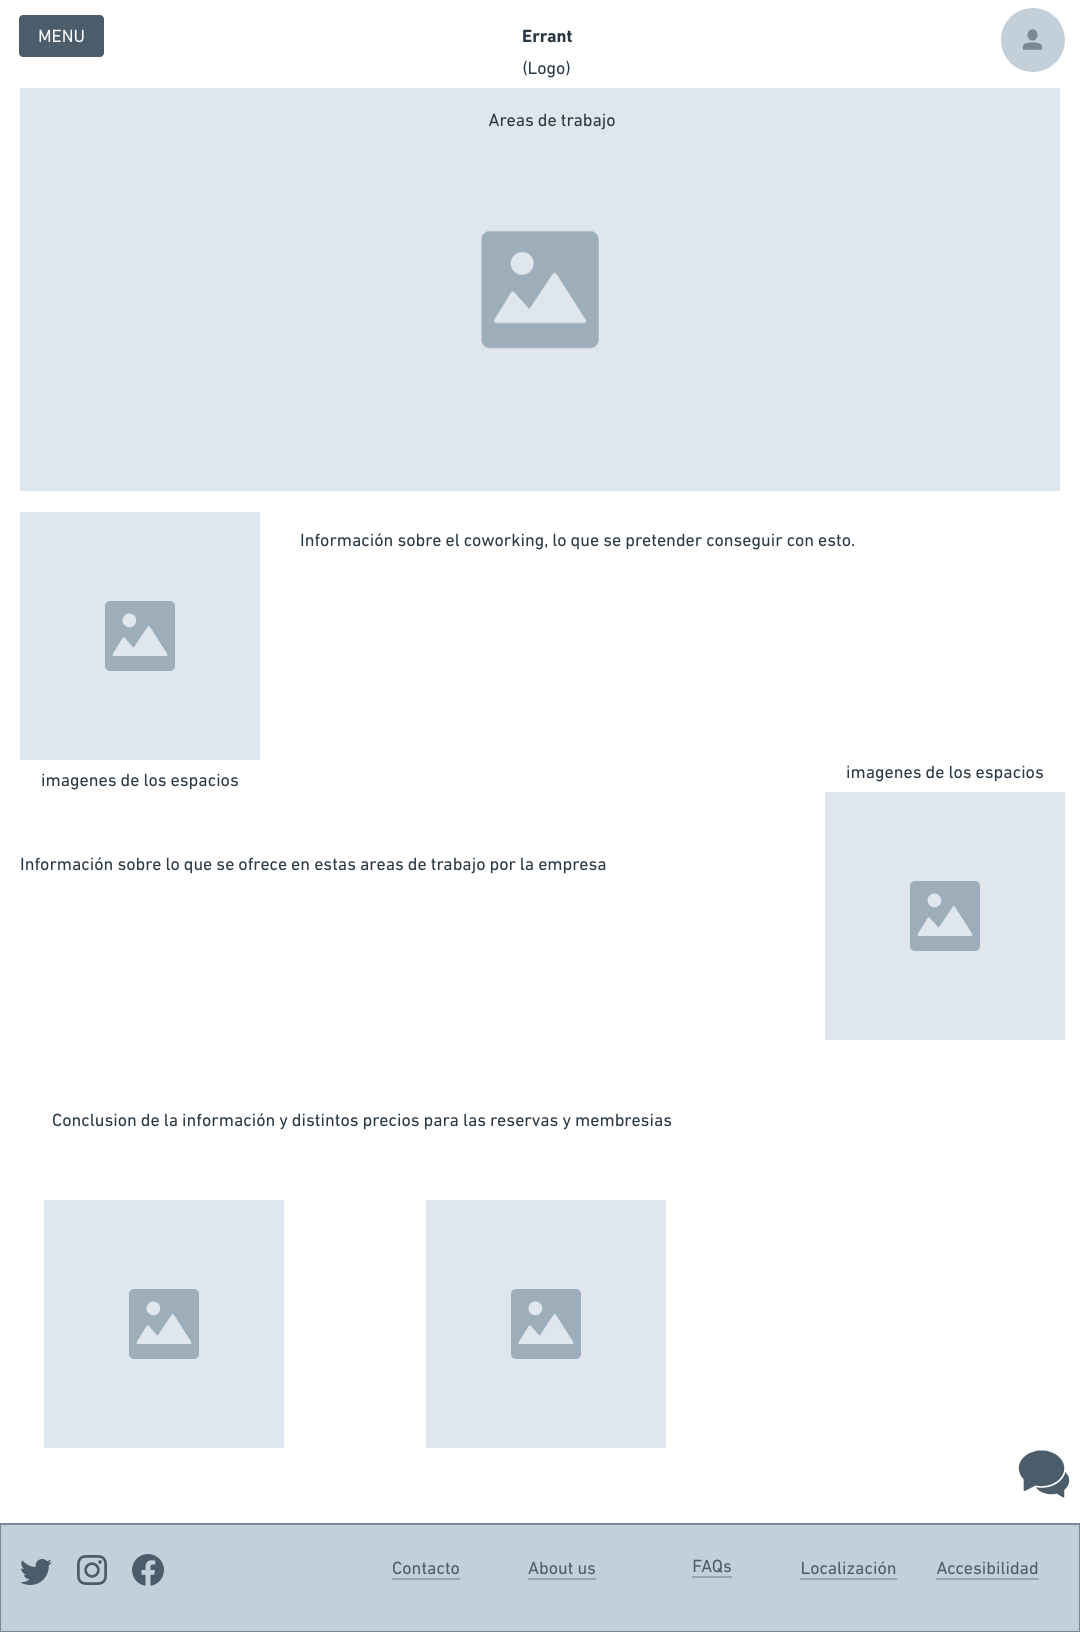 MENU
Errant
(Logo)
Areas de trabajo
Información sobre el coworking, lo que se pretender conseguir con esto.
imagenes de los espacios
imagenes de los espacios
Información sobre lo que se ofrece en estas areas de trabajo por la empresa
Conclusion de la información y distintos precios para las reservas y membresias
Contacto
About us
FAQs
Localización
Accesibilidad